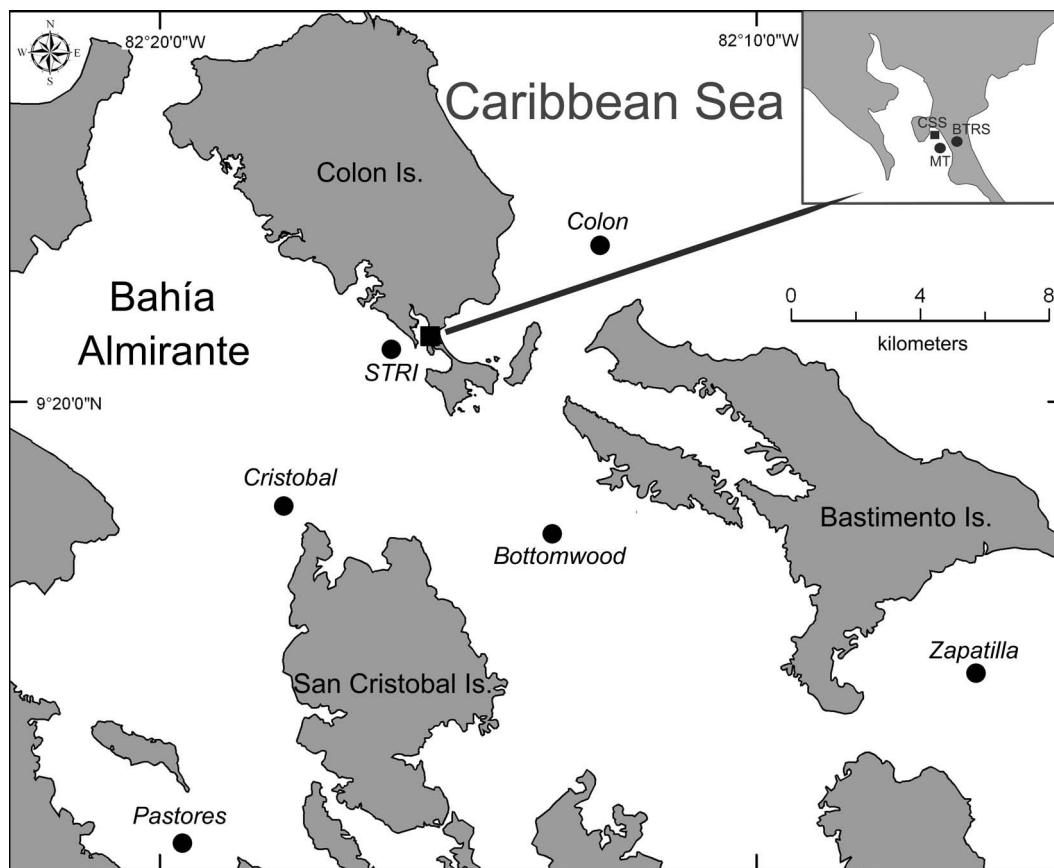 N
W E
S
82°20'0"W
82°10'0"W
Caribbean Sea
CSS
BTRS
MT
Colon Is.
Colon
0 4 8
kilometers
Bahía
Almirante
STRI
9°20'0"N
Cristobal
Bottomwood
Bastimento Is.
San Cristobal Is.
Zapatilla
Pastores